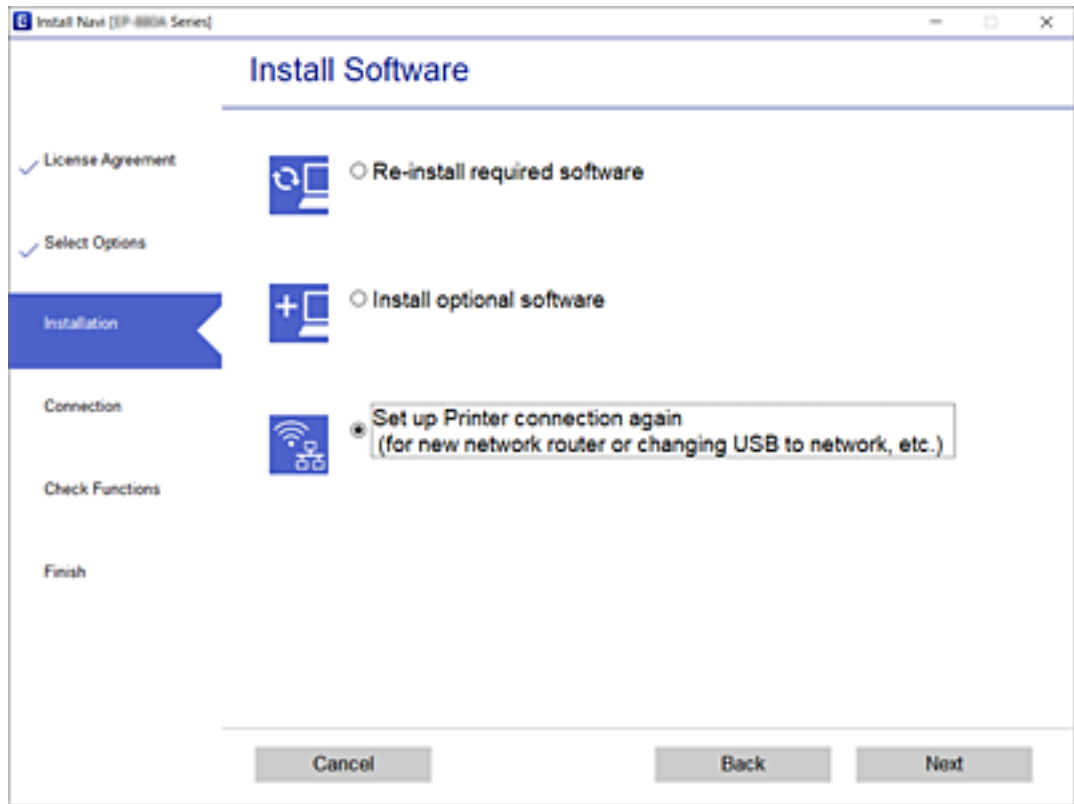 Install Navi [EP-880A Series]
Install Software
License Agreement
Select Options
Installation
Connection
Check Functions
Finish
Re-install required software
Install optional software
Set up Printer connection again
(for new network router or changing USB to network, etc.)
Cancel
Back
Next